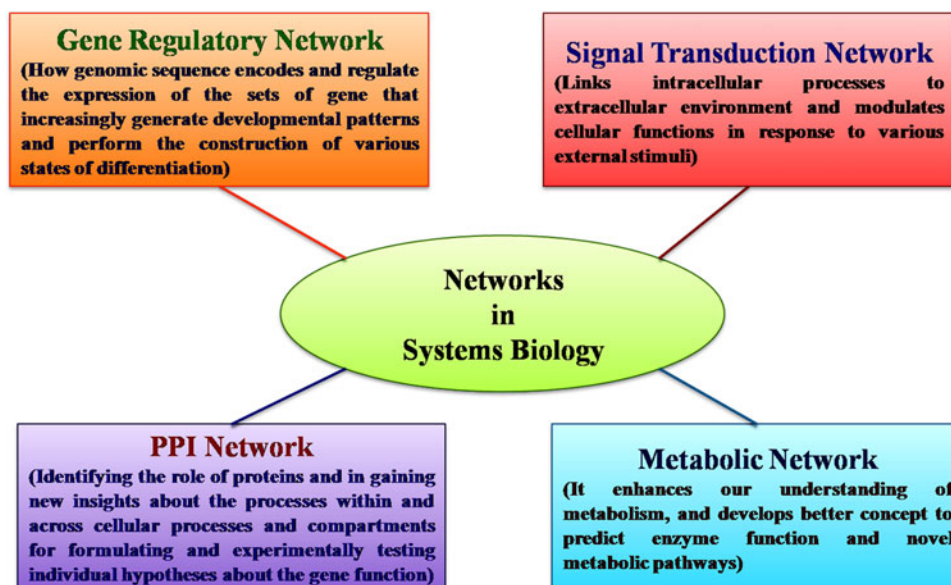 Gene Regulatory Network
(How genomic sequence encodes and regulate
the expression of the sets of gene that
increasingly generate developmental patterns
and perform the construction of various
states of differentiation)
Signal Transduction Network
(Links intracellular processes to
extracellular environment and modulates
cellular functions in response to various
external stimuli)
Networks
in
Systems Biology
PPI Network
(Identifying the role of proteins and in gaining
new insights about the processes within and
across cellular processes and compartments
for formulating and experimentally testing
individual hypotheses about the gene function)
Metabolic Network
(It enhances our understanding of
metabolism, and develops better concept to
predict enzyme function and novel
metabolic pathways)